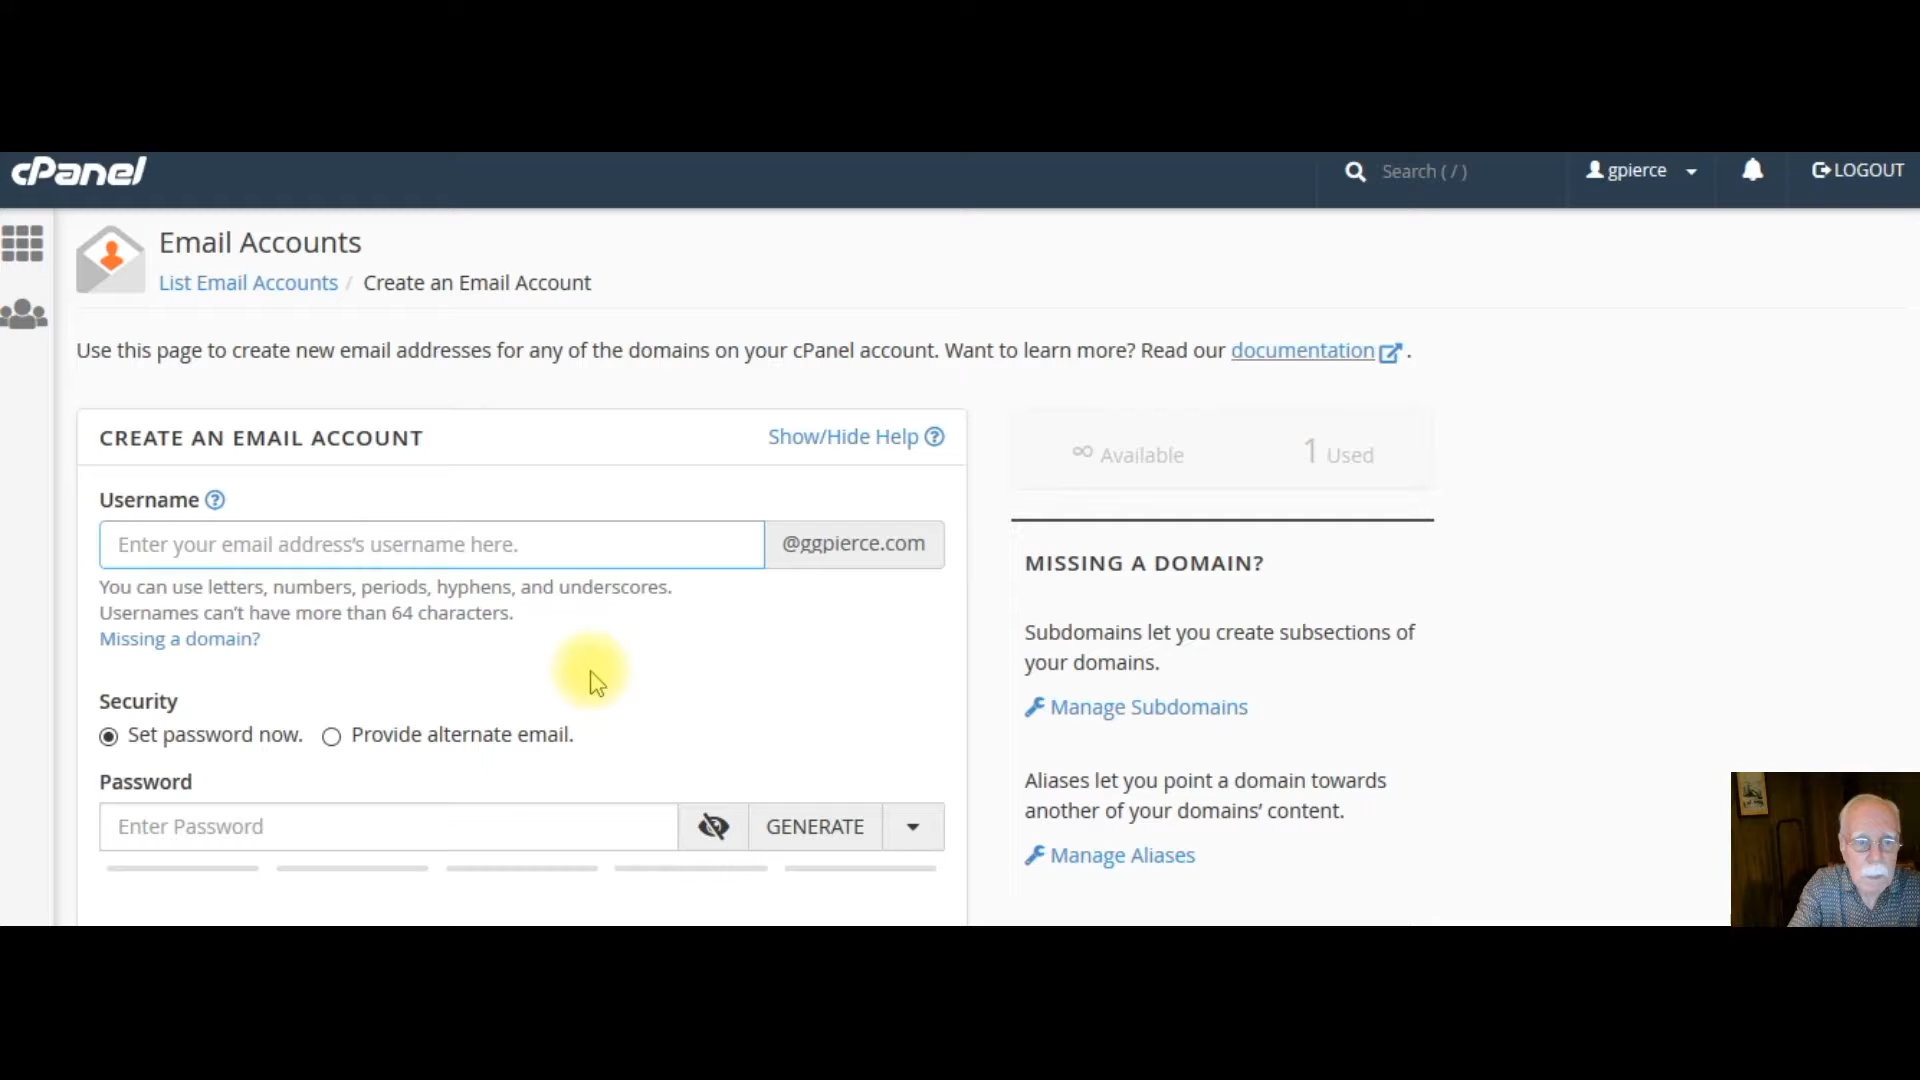 cPanel
Search ( / )
gpierce
LOGOUT
Email Accounts
List Email Accounts / Create an Email Account
Use this page to create new email addresses for any of the domains on your cPanel account. Want to learn more? Read our documentation .
CREATE AN EMAIL ACCOUNT
Show/Hide Help
Username
Enter your email address's username here.
@ggpierce.com
You can use letters, numbers, periods, hyphens, and underscores.
Usernames can't have more than 64 characters.
Missing a domain?
Security
Set password now.
Provide alternate email.
Password
Enter Password
GENERATE
∞ Available
1 Used
MISSING A DOMAIN?
Subdomains let you create subsections of
your domains.
Manage Subdomains
Aliases let you point a domain towards
another of your domains' content.
Manage Aliases